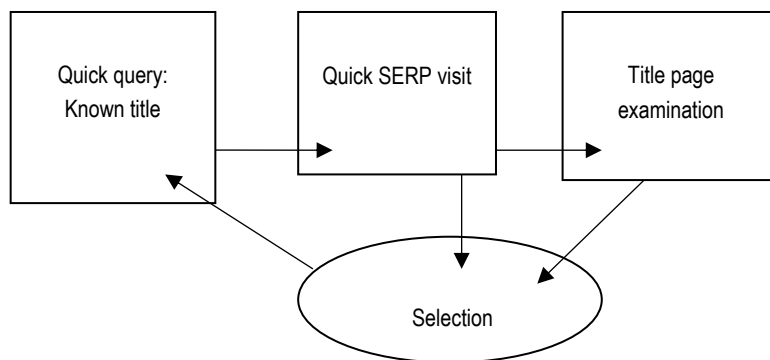 Quick query:
Known title
Quick SERP visit
Title page
examination
Selection